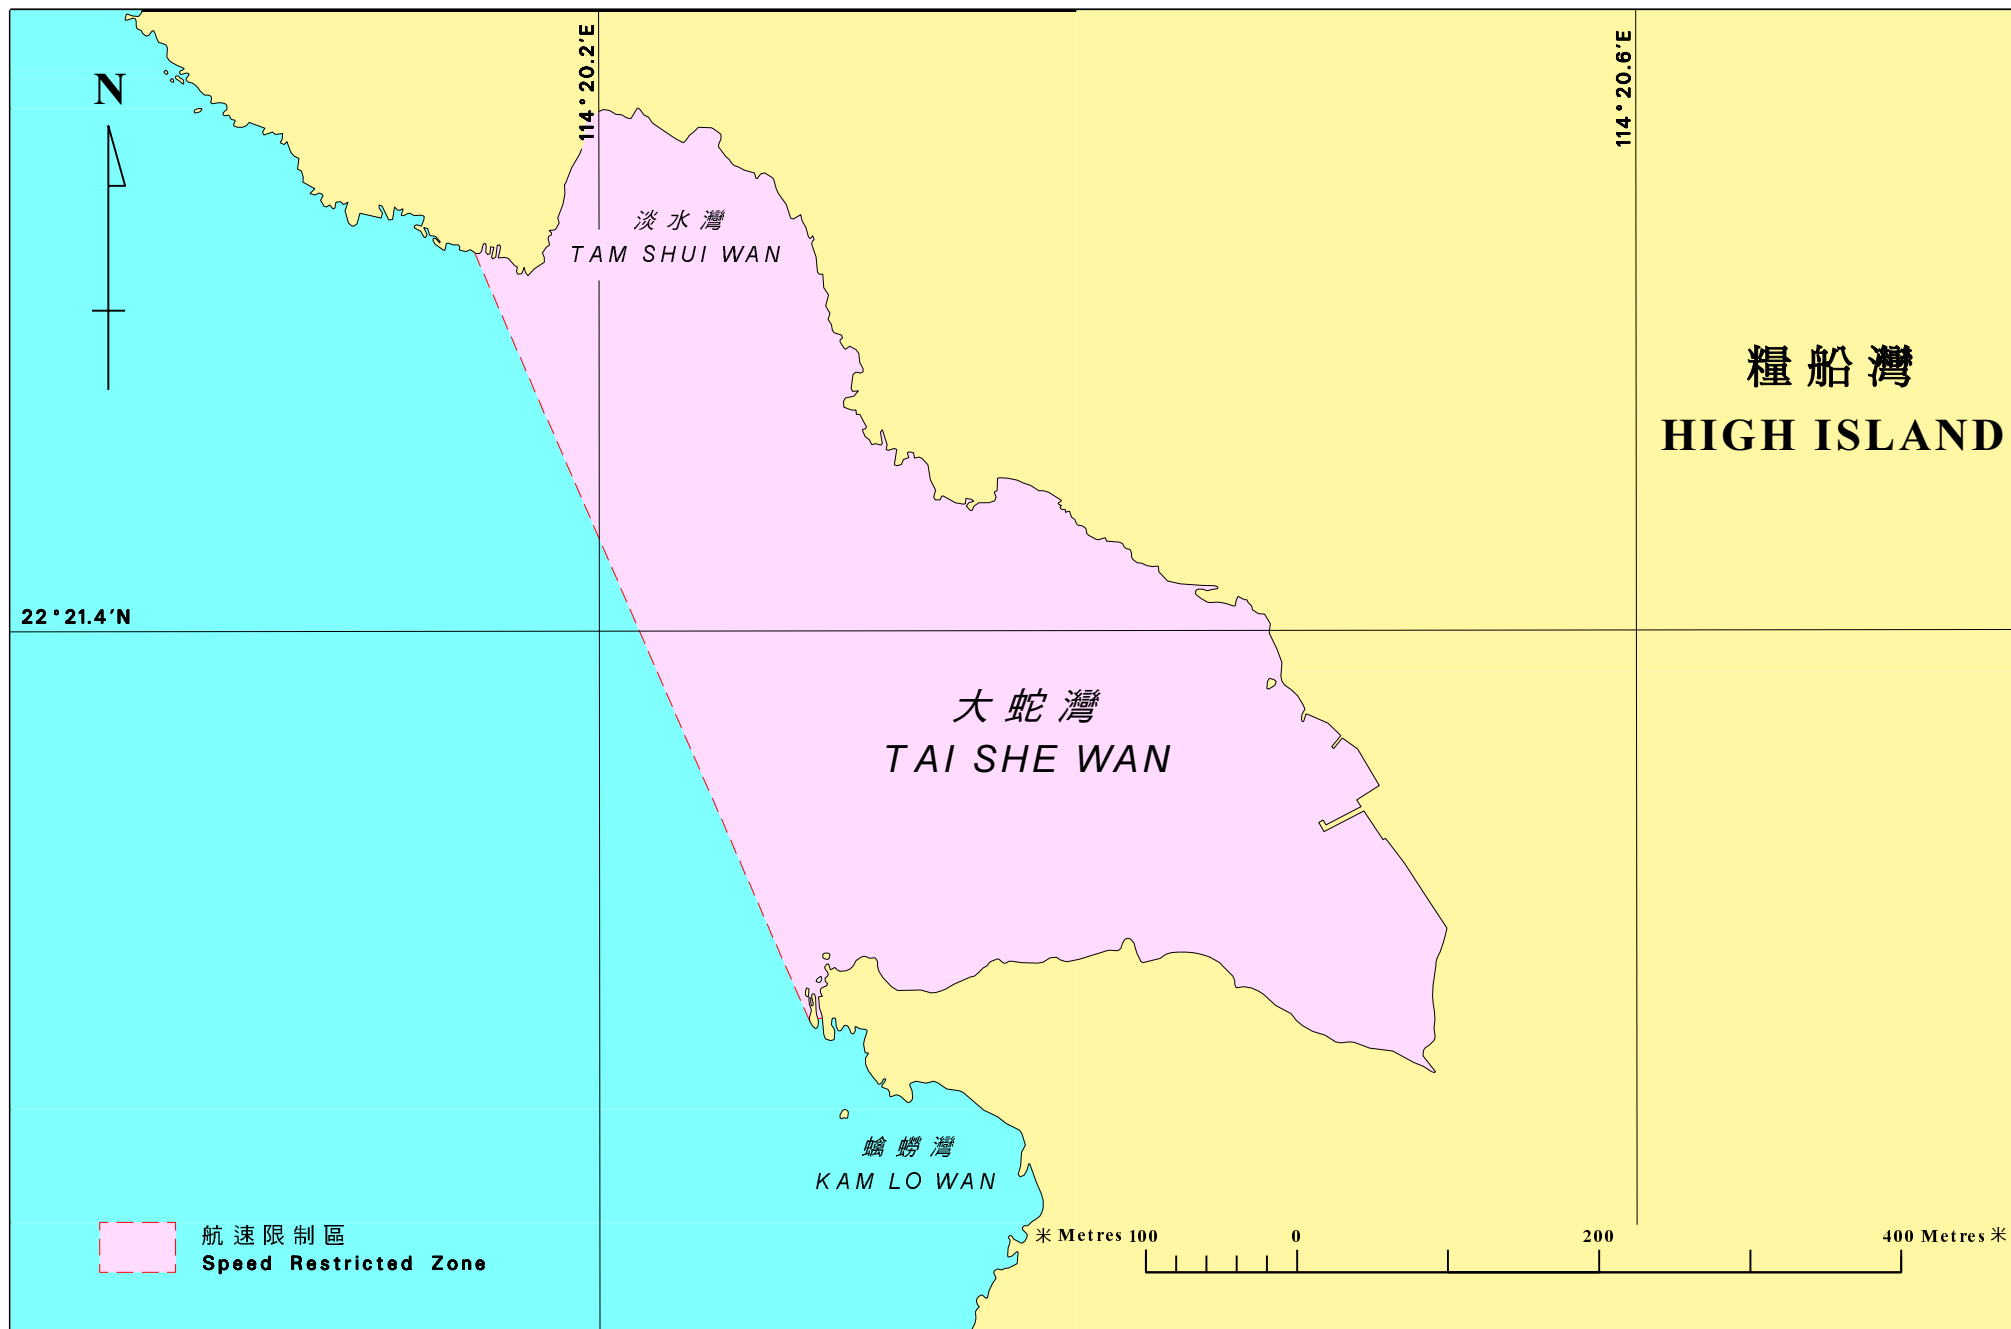 N
114°20.2'E
114°20.6'E
淡水灣
TAM SHUI WAN
糧船灣
HIGH ISLAND
22°21.4'N
大蛇灣
TAI SHE WAN
蠄蟧灣
KAM LO WAN
航速限制區
Speed Restricted Zone
米 Metres 100 0 200 400 Metres 米